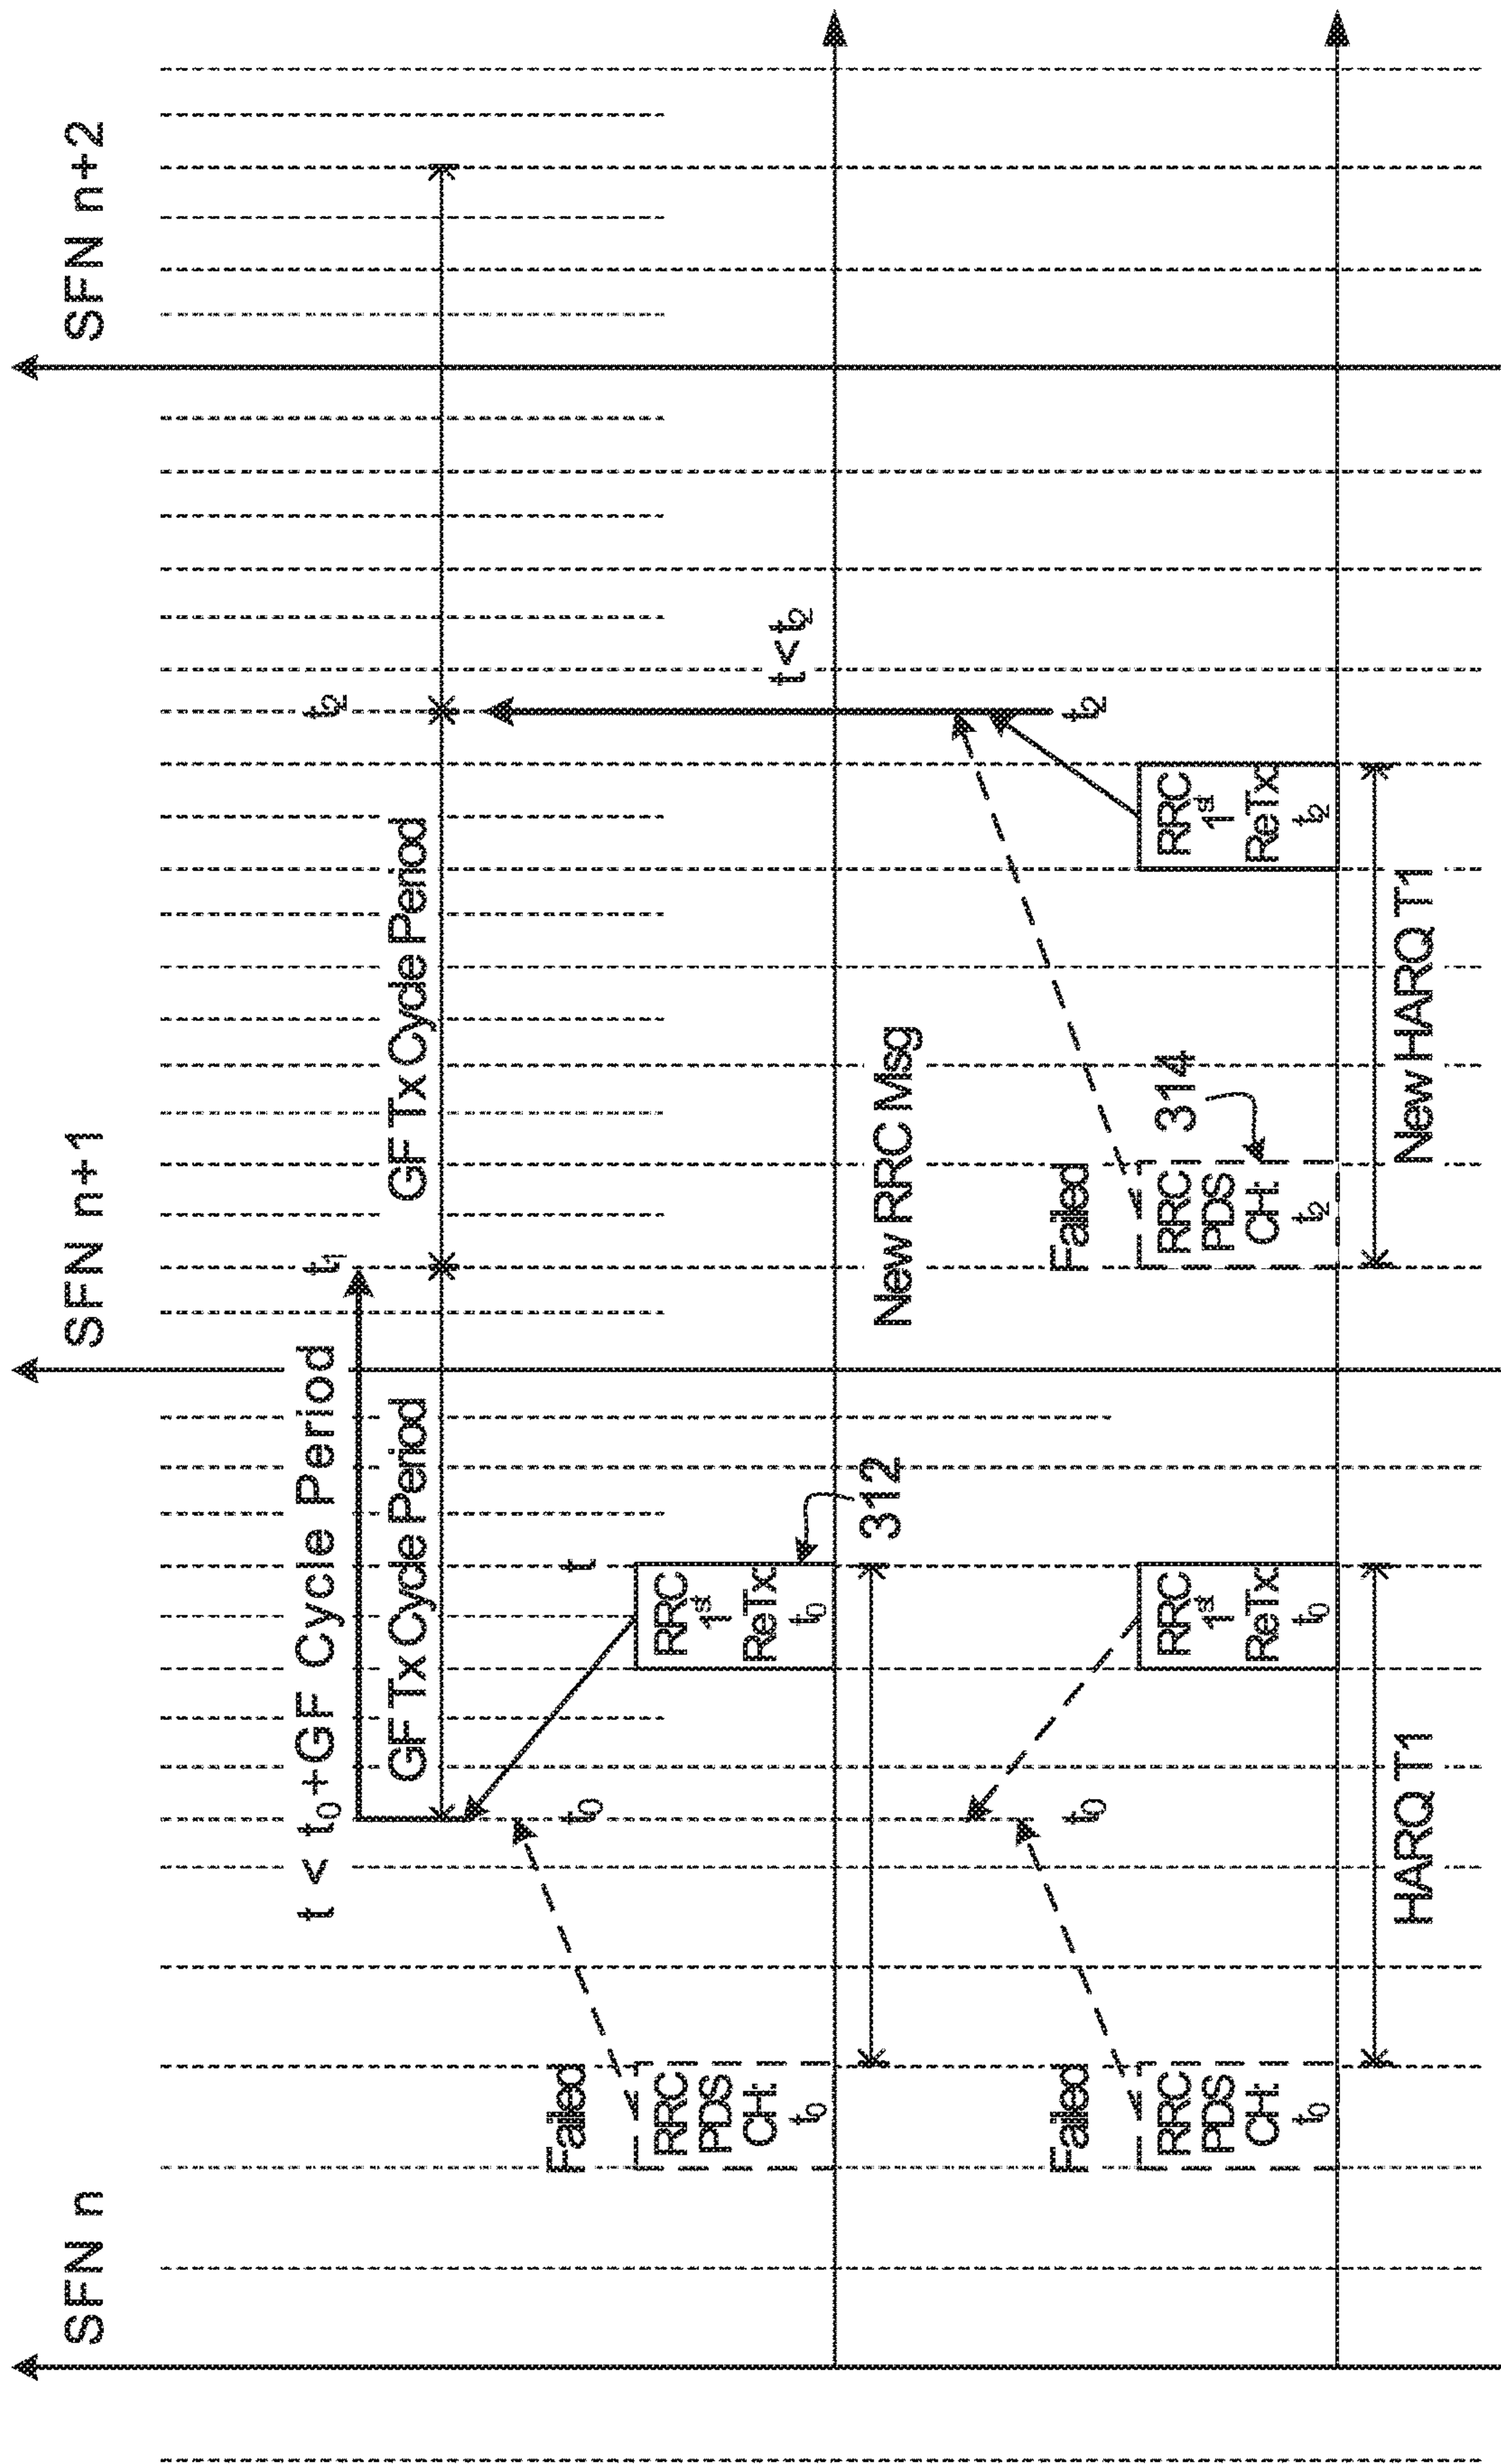 SFN n
SFN n+1
SFN n+2
t < t0 +GF Cycle Period
t1
t2
GF Tx Cycle Period
GF Tx Cycle Period
t0
t
Failed
RRC
PDS
CH:
t0
RRC
1st
ReTx
t0
312
t<t2
New RRC Msg
t0
t2
Failed
RRC
PDS
CH:
t0
RRC
1st
ReTx
t0
Failed
RRC
PDS
CH:
t2
314
RRC
1st
ReTx
t2
HARQ T1
New HARQ T1